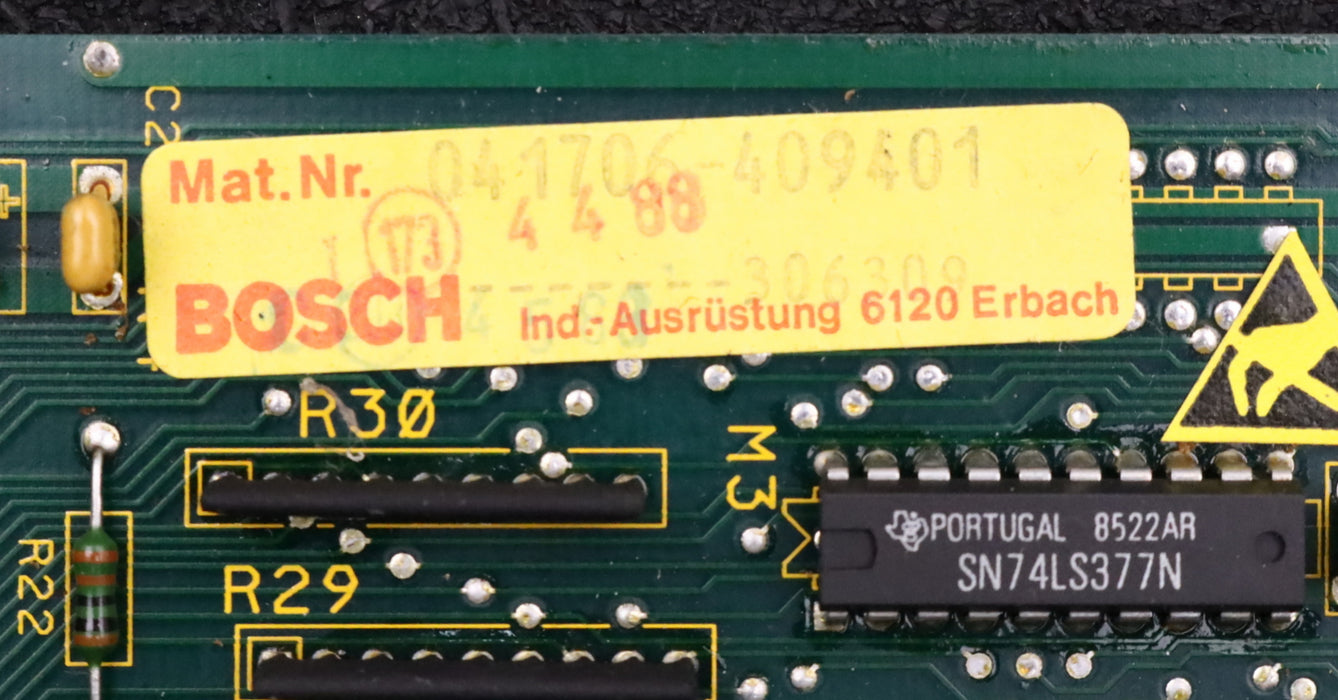 C2
Mat.Nr. 041706-409401
173 4 4 88
306309
BOSCH Ind.-Ausrüstung 6120 Erbach
R30
M3
PORTUGAL 8522AR
SN74LS377N
R22
R29